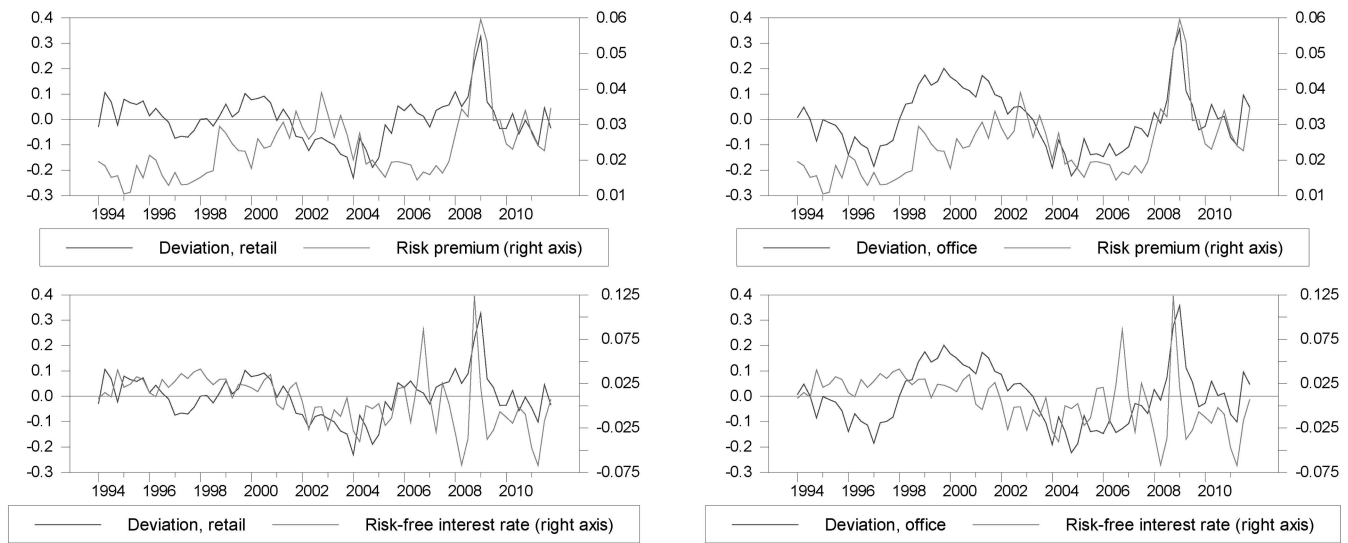 0.4 0.06 0.4 0.06
0.3 0.05 0.3 0.05
0.2 0.2
0.1 0.04 0.1 0.04
0.0 0.03 0.0 0.03
-0.1 0.02 -0.1 0.02
-0.2 -0.2
-0.3 0.01 -0.3 0.01
1994 1996 1998 2000 2002 2004 2006 2008 2010 1994 1996 1998 2000 2002 2004 2006 2008 2010
Deviation, retail Risk premium (right axis) Deviation, office Risk premium (right axis)
0.4 0.125 0.4 0.125
0.3 0.3
0.2 0.075 0.2 0.075
0.1 0.025 0.1 0.025
0.0 0.0
-0.1 -0.025 -0.1 -0.025
-0.2 -0.2
-0.3 -0.075 -0.3 -0.075
1994 1996 1998 2000 2002 2004 2006 2008 2010 1994 1996 1998 2000 2002 2004 2006 2008 2010
Deviation, retail Risk-free interest rate (right axis) Deviation, office Risk-free interest rate (right axis)